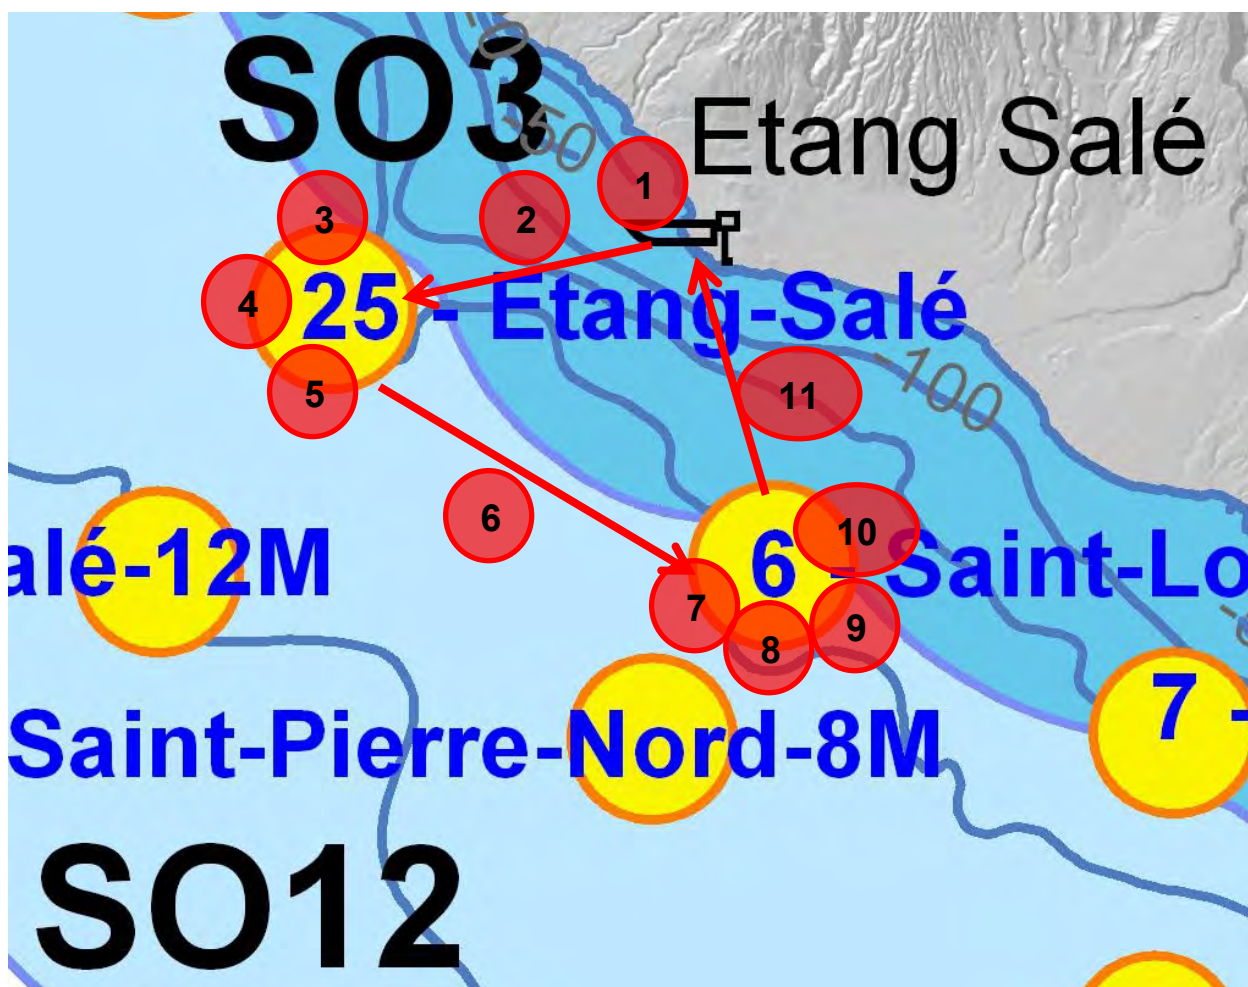 -0
SO3
-50
Etang Salé
1
2
3
4
25 - Etang-Salé
5
11
-100
6
10
alé-12M
6 - Saint-Lo
7
8
9
7 -
Saint-Pierre-Nord-8M
SO12